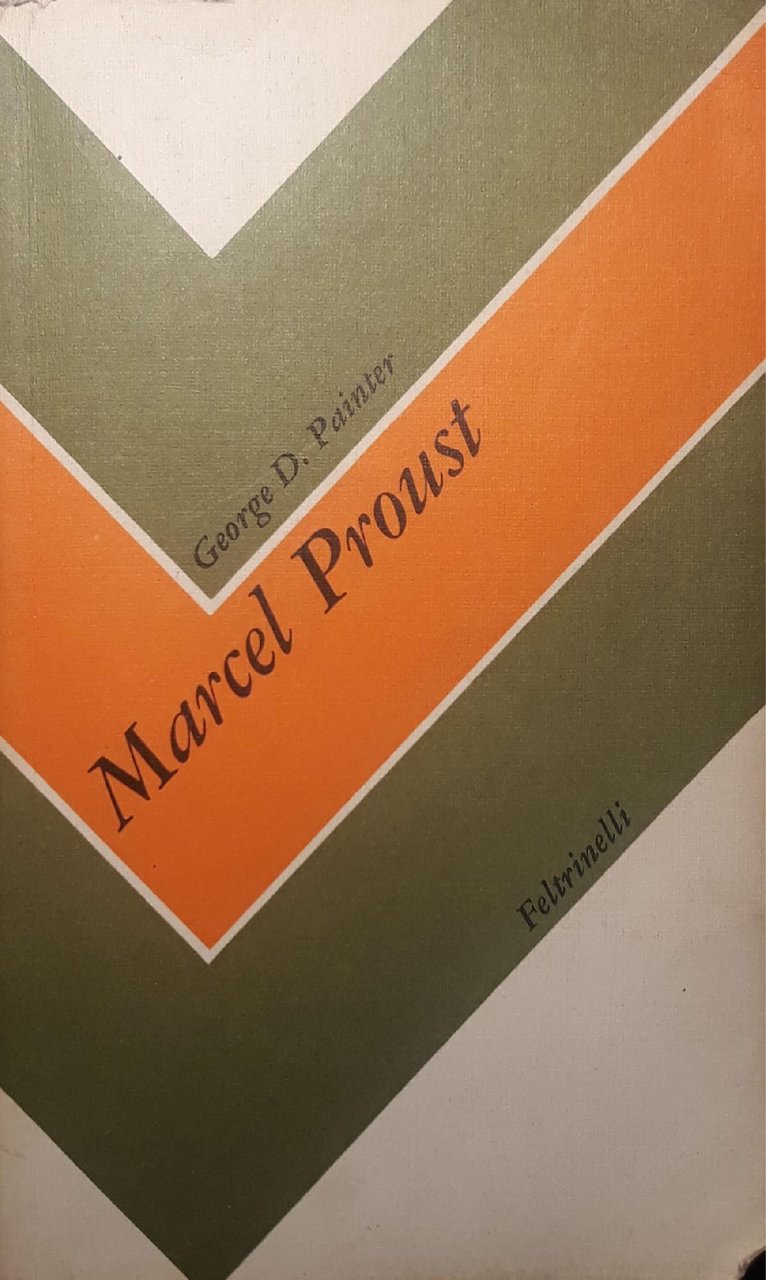 George D. Painter
Marcel Proust
Feltrinelli